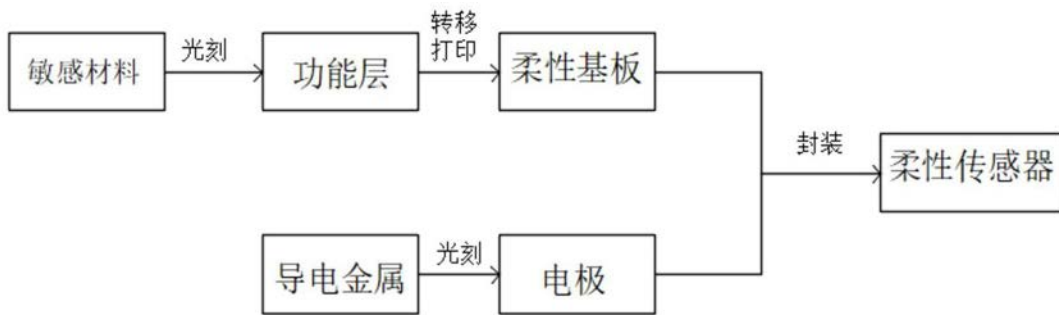 敏感材料
光刻
功能层
转移
打印
柔性基板
封装
柔性传感器
导电金属
光刻
电极